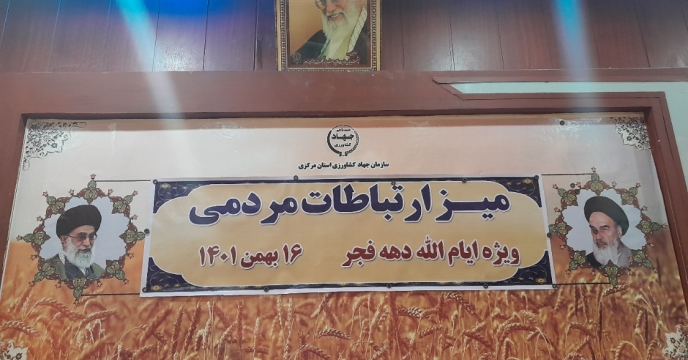 جهاد
سازمان جهاد کشاورزی استان مرکزی
میز ارتباطات مردمی
ویژه ایام الله دهه فجر ۱۶ بهمن ۱۴۰۱